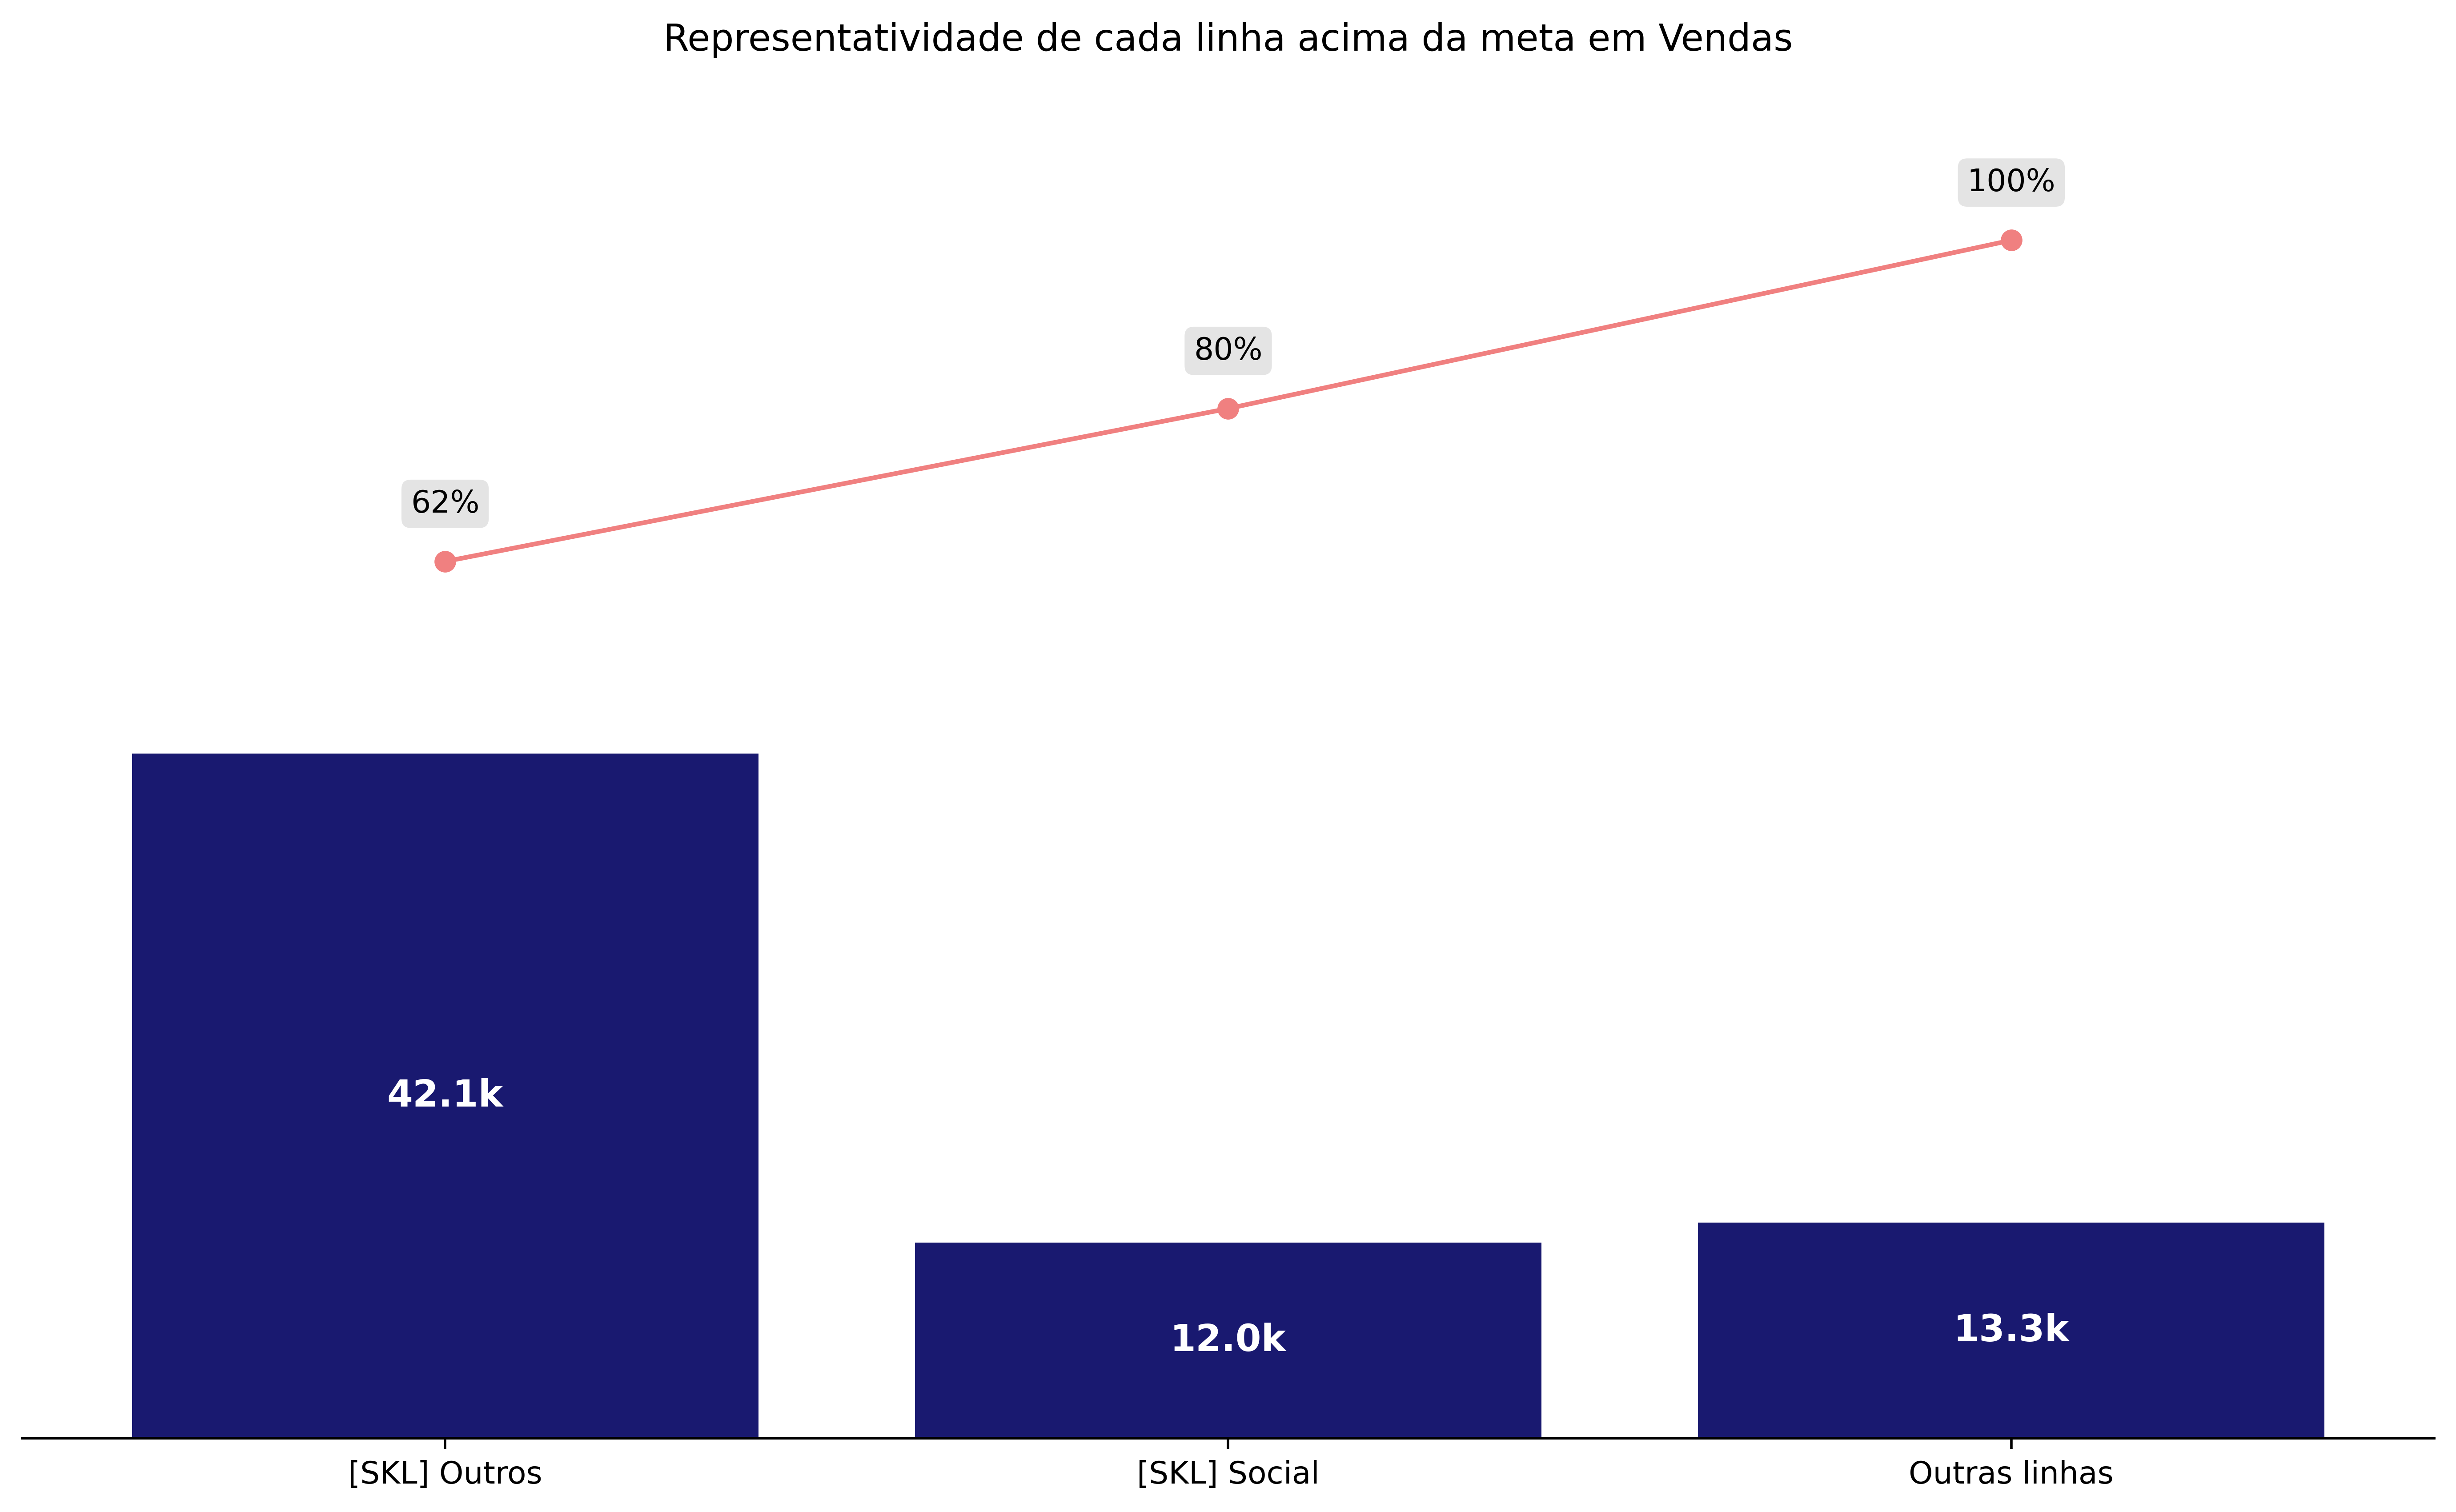 Representatividade de cada linha acima da meta em Vendas
100%
80%
62%
42.1k
12.0k
13.3k
[SKL] Outros
[SKL] Social
Outras linhas